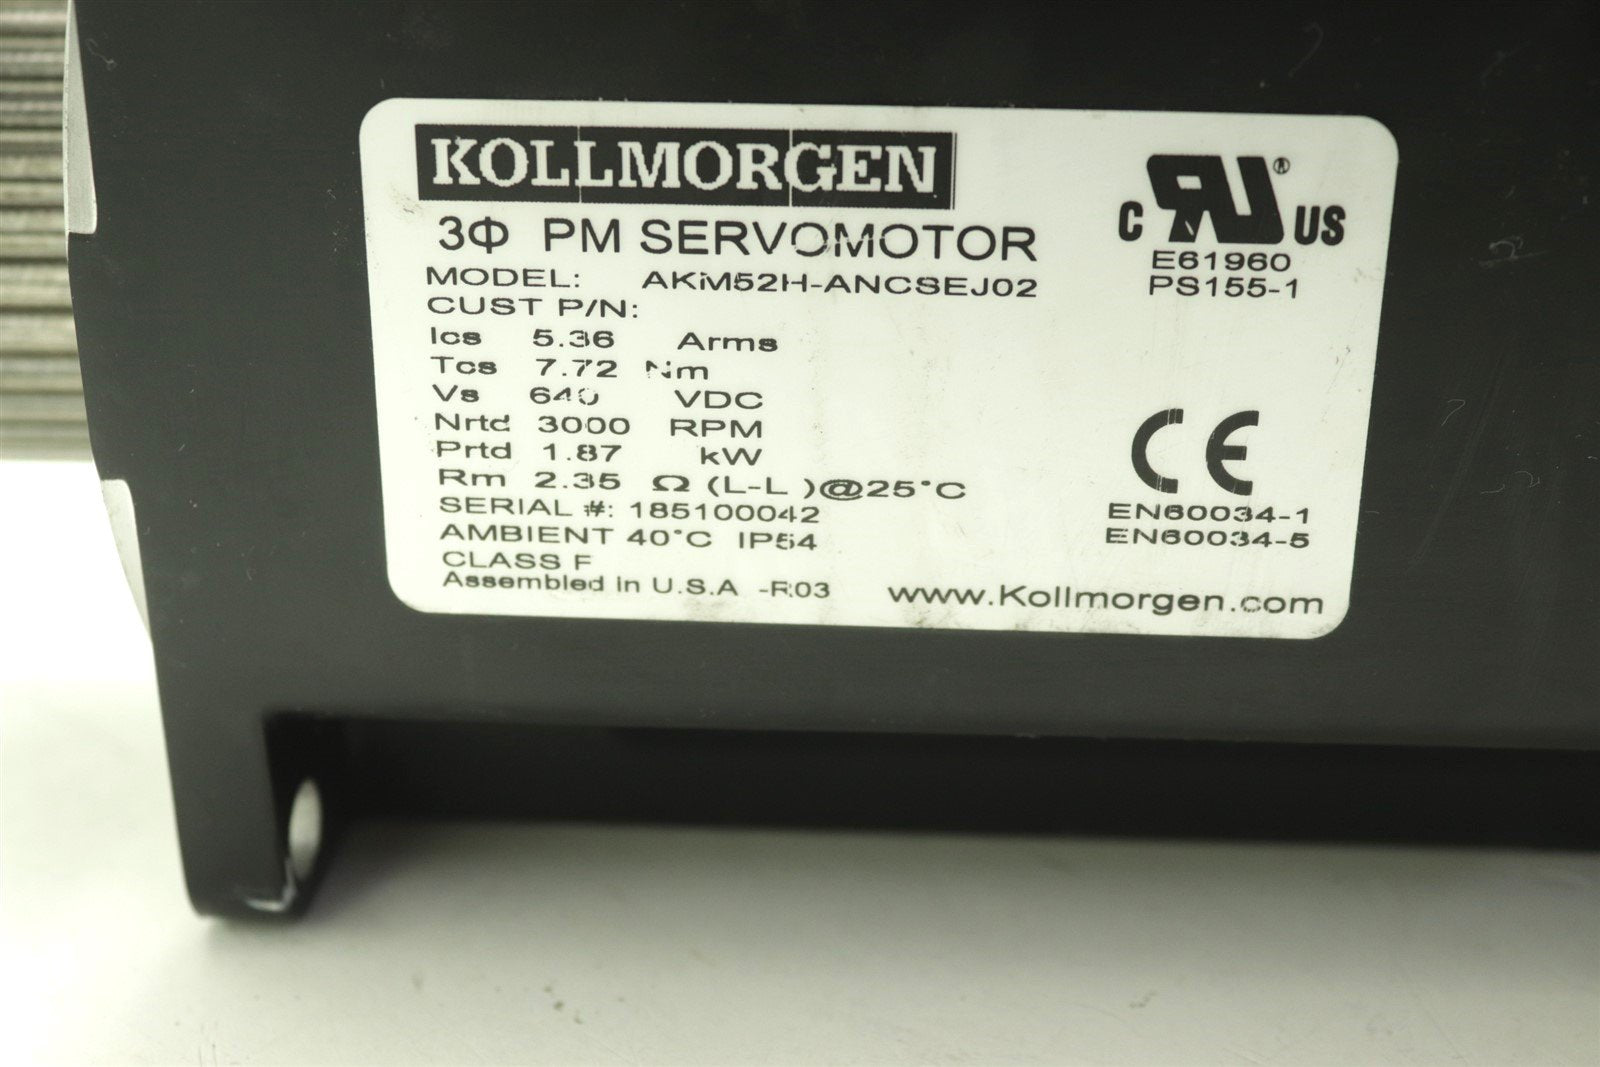 KOLLMORGEN
3Φ PM SERVOMOTOR
MODEL: AKM52H-ANCSEJ02
CUST P/N:
Ics 5.36 Arms
Tcs 7.72 Nm
Vs 640 VDC
Nrtd 3000 RPM
Prtd 1.87 kW
Rm 2.35 Ω (L-L )@25°C
SERIAL #: 185100042
AMBIENT 40°C IP54
CLASS F
Assembled in U.S.A -R03
C RU ® US
E61960
PS155-1
CE
EN60034-1
EN60034-5
www.Kollmorgen.com